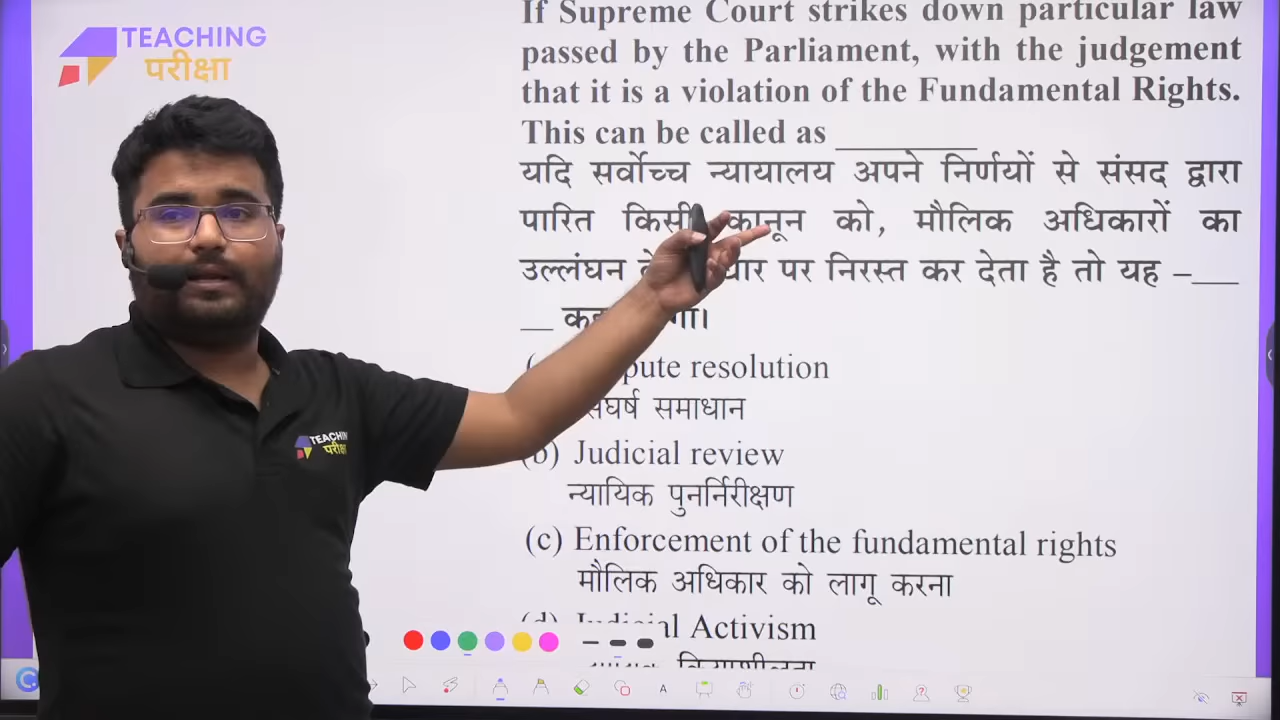 TEACHING
परीक्षा
If Supreme Court strikes down particular law
passed by the Parliament, with the judgement
that it is a violation of the Fundamental Rights.
This can be called as ________
यदि सर्वोच्च न्यायालय अपने निर्णयों से संसद द्वारा
पारित किसी कानून को, मौलिक अधिकारों का
उल्लंघन पर निरस्त कर देता है तो यह –___
__
resolution
संघर्ष समाधान
(b) Judicial review
न्यायिक पुनर्निरीक्षण
(c) Enforcement of the fundamental rights
मौलिक अधिकार को लागू करना
Activism
TEACHIN
परीक्षा
A